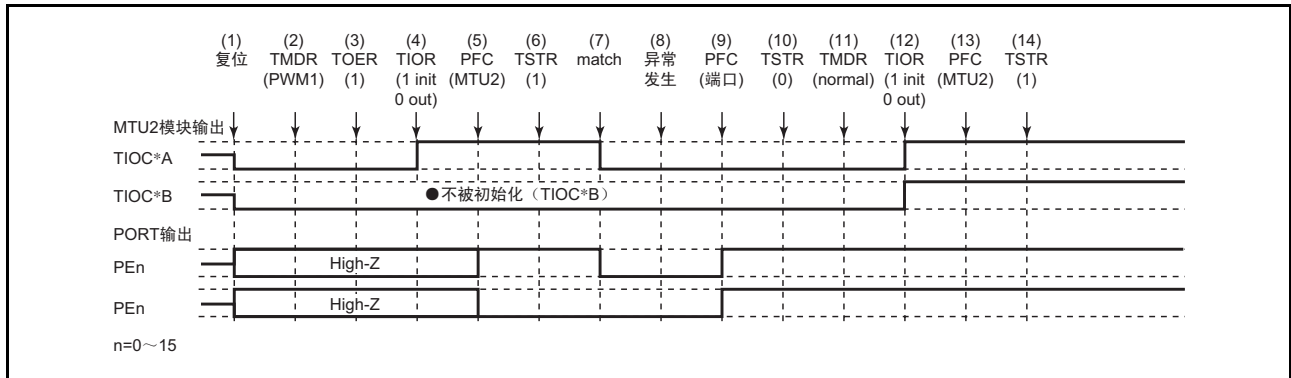 (1) (2) (3) (4) (5) (6) (7) (8) (9) (10) (11) (12) (13) (14)
复位 TMDR TOER TIOR PFC TSTR match 异常 PFC TSTR TMDR TIOR PFC TSTR
(PWM1) (1) (1 init (MTU2) (1) 发生 (端口) (0) (normal) (1 init (MTU2) (1)
0 out) 0 out)
MTU2模块输出
TIOC*A
TIOC*B ●不被初始化（TIOC*B）
PORT输出
PEn High-Z
PEn High-Z
n=0～15